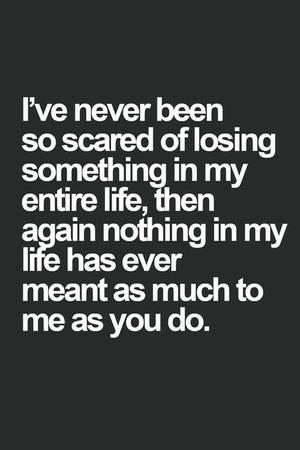 I've never been
so scared of losing
something in my
entire life, then
again nothing in my
life has ever
meant as much to
me as you do.